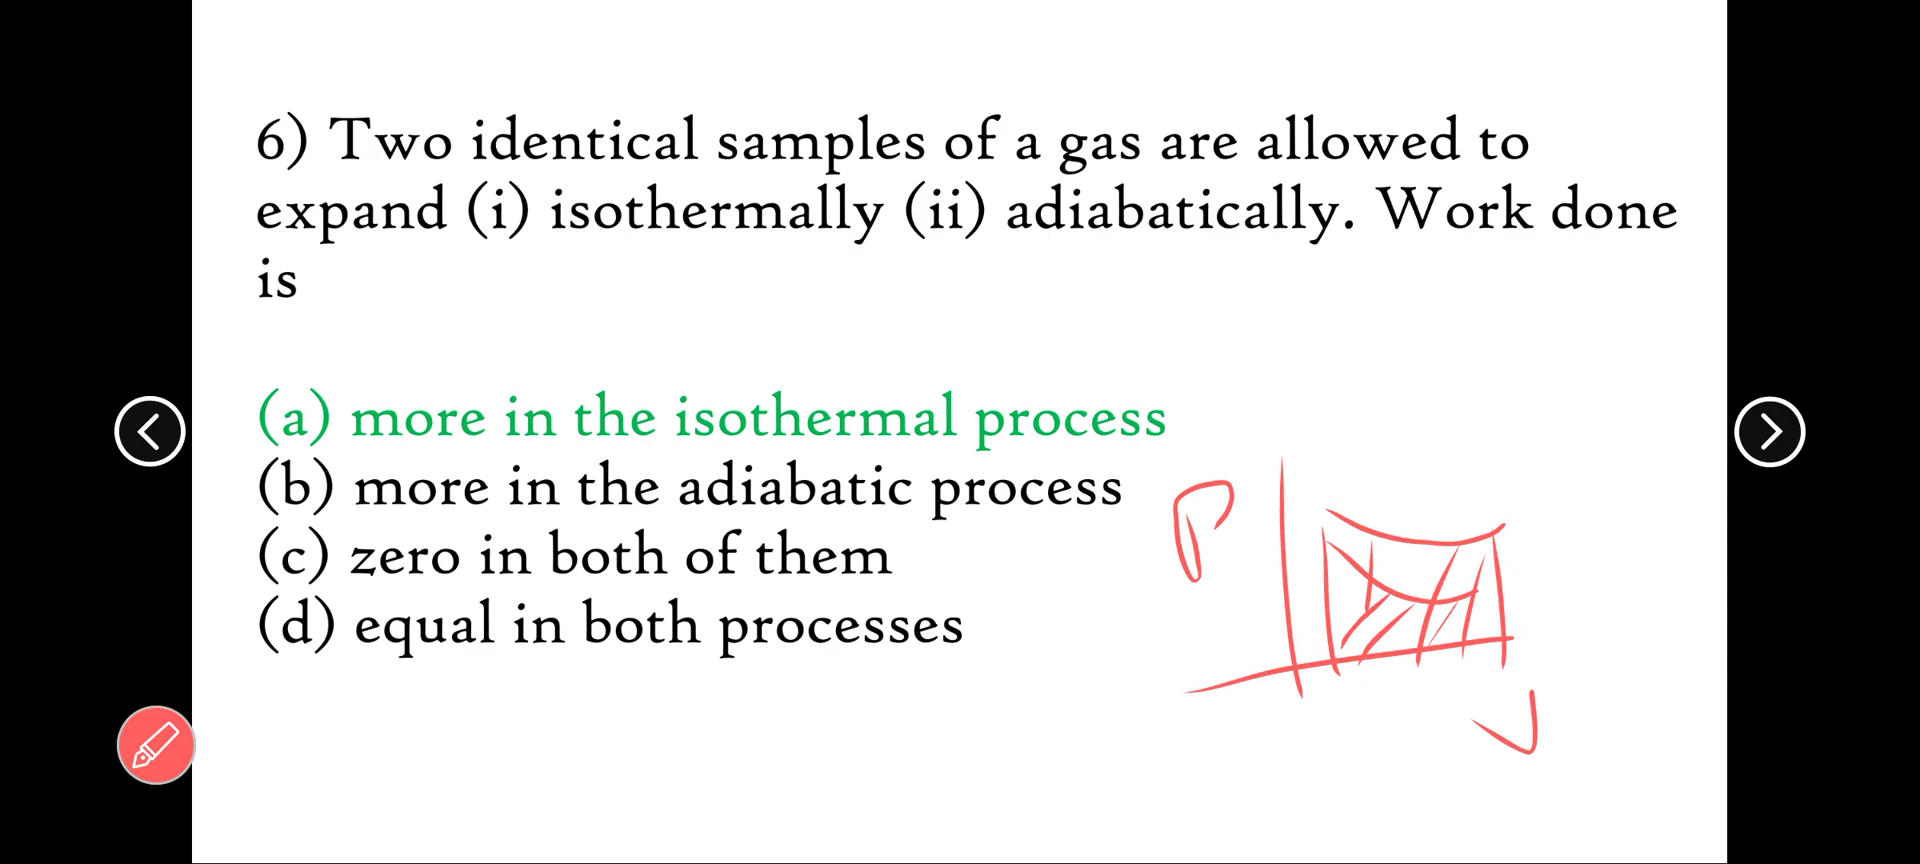 6) Two identical samples of a gas are allowed to
expand (i) isothermally (ii) adiabatically. Work done
is
(a) more in the isothermal process
(b) more in the adiabatic process
(c) zero in both of them
(d) equal in both processes
P
V